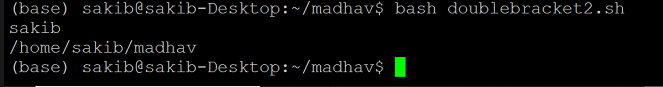 (base) sakib@sakib-Desktop:~/madhav$ bash doublebracket2.sh
sakib
/home/sakib/madhav
(base) sakib@sakib-Desktop:~/madhav$